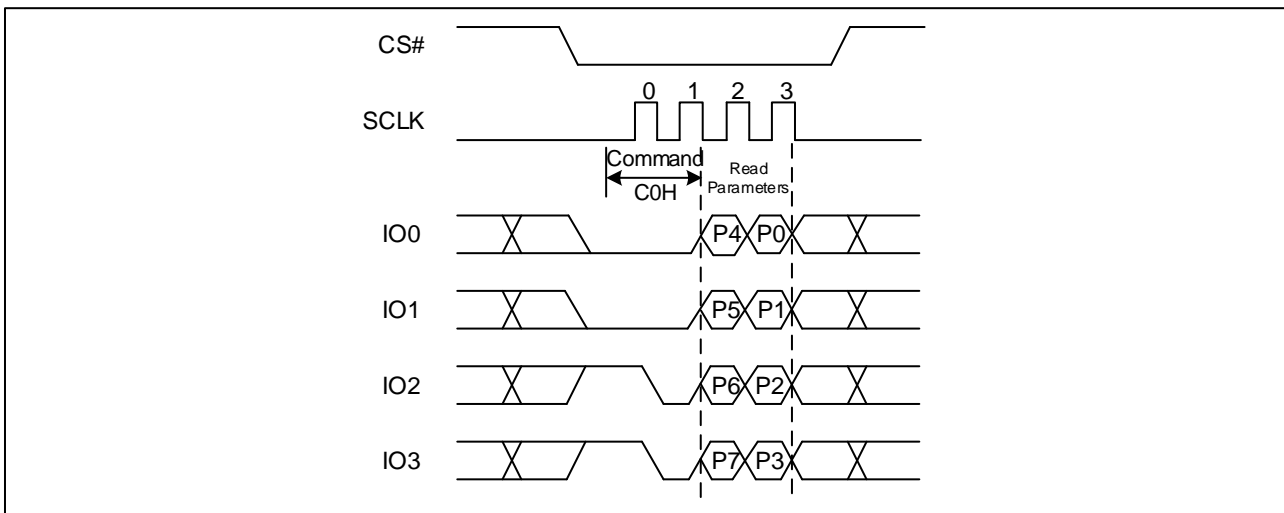 CS#
0 1 2 3
SCLK
Command
C0H
Read
Parameters
IO0 P4 P0
IO1 P5 P1
IO2 P6 P2
IO3 P7 P3